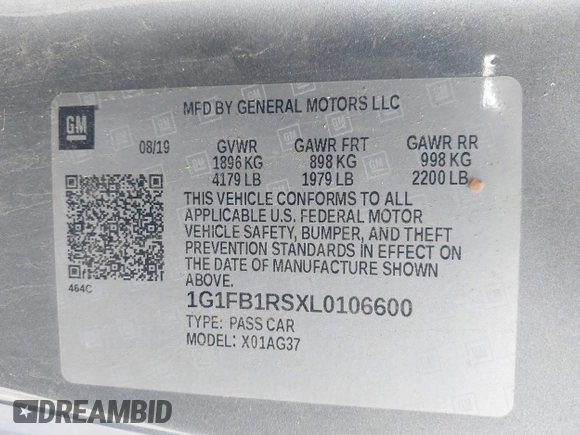 MFD BY GENERAL MOTORS LLC
GM
08/19 GVWR GAWR FRT GAWR RR
1896 KG 898 KG 998 KG
4179 LB 1979 LB 2200 LB
THIS VEHICLE CONFORMS TO ALL
APPLICABLE U.S. FEDERAL MOTOR
VEHICLE SAFETY, BUMPER, AND THEFT
PREVENTION STANDARDS IN EFFECT ON
THE DATE OF MANUFACTURE SHOWN
ABOVE.
464C
1G1FB1RSXL0106600
TYPE: PASS CAR
MODEL: X01AG37
DREAMBID